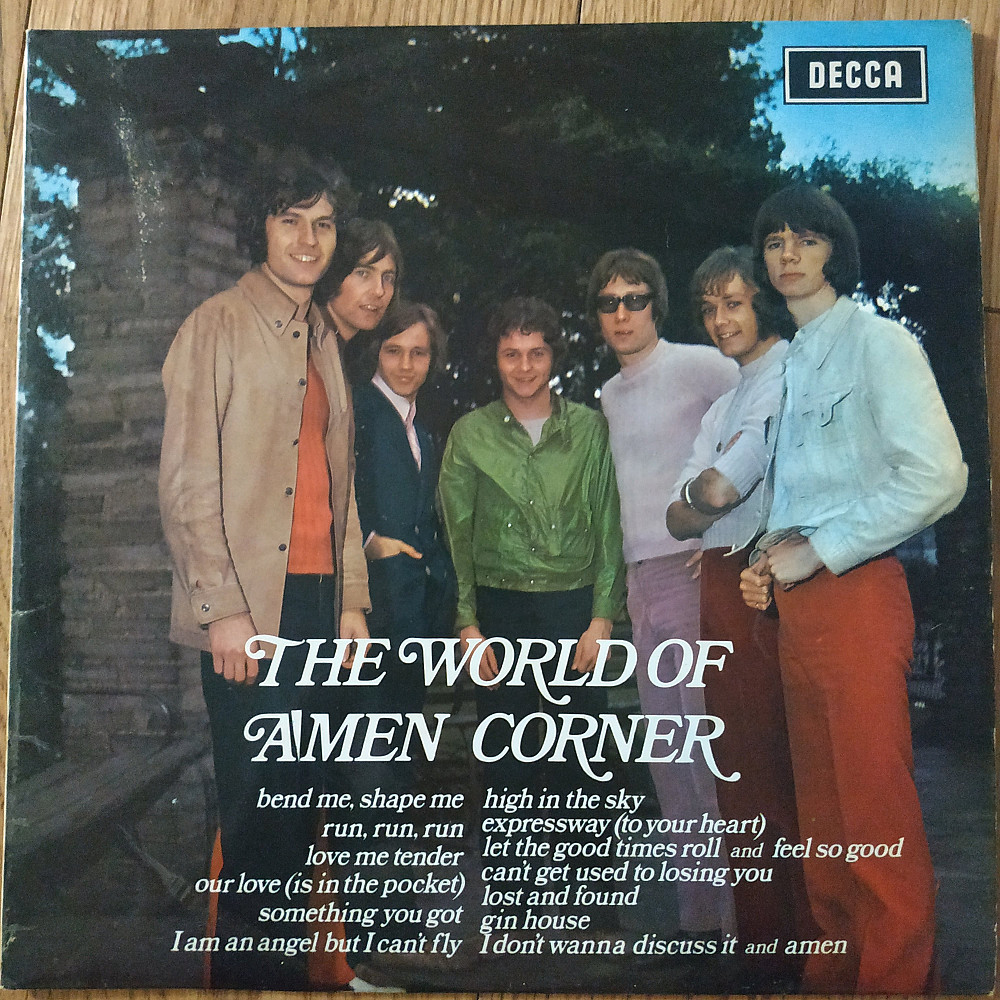 DECCA
THE WORLD OF
AMEN CORNER
bend me, shape me
run, run, run
love me tender
our love (is in the pocket)
something you got
I am an angel but I can't fly
high in the sky
expressway (to your heart)
let the good times roll and feel so good
can't get used to losing you
lost and found
gin house
I don't wanna discuss it and amen